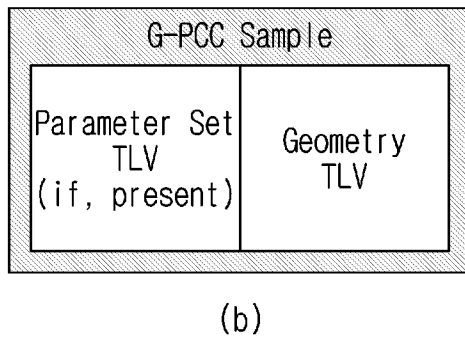 G-PCC Sample
Parameter Set
TLV
(if, present)
Geometry
TLV
(b)